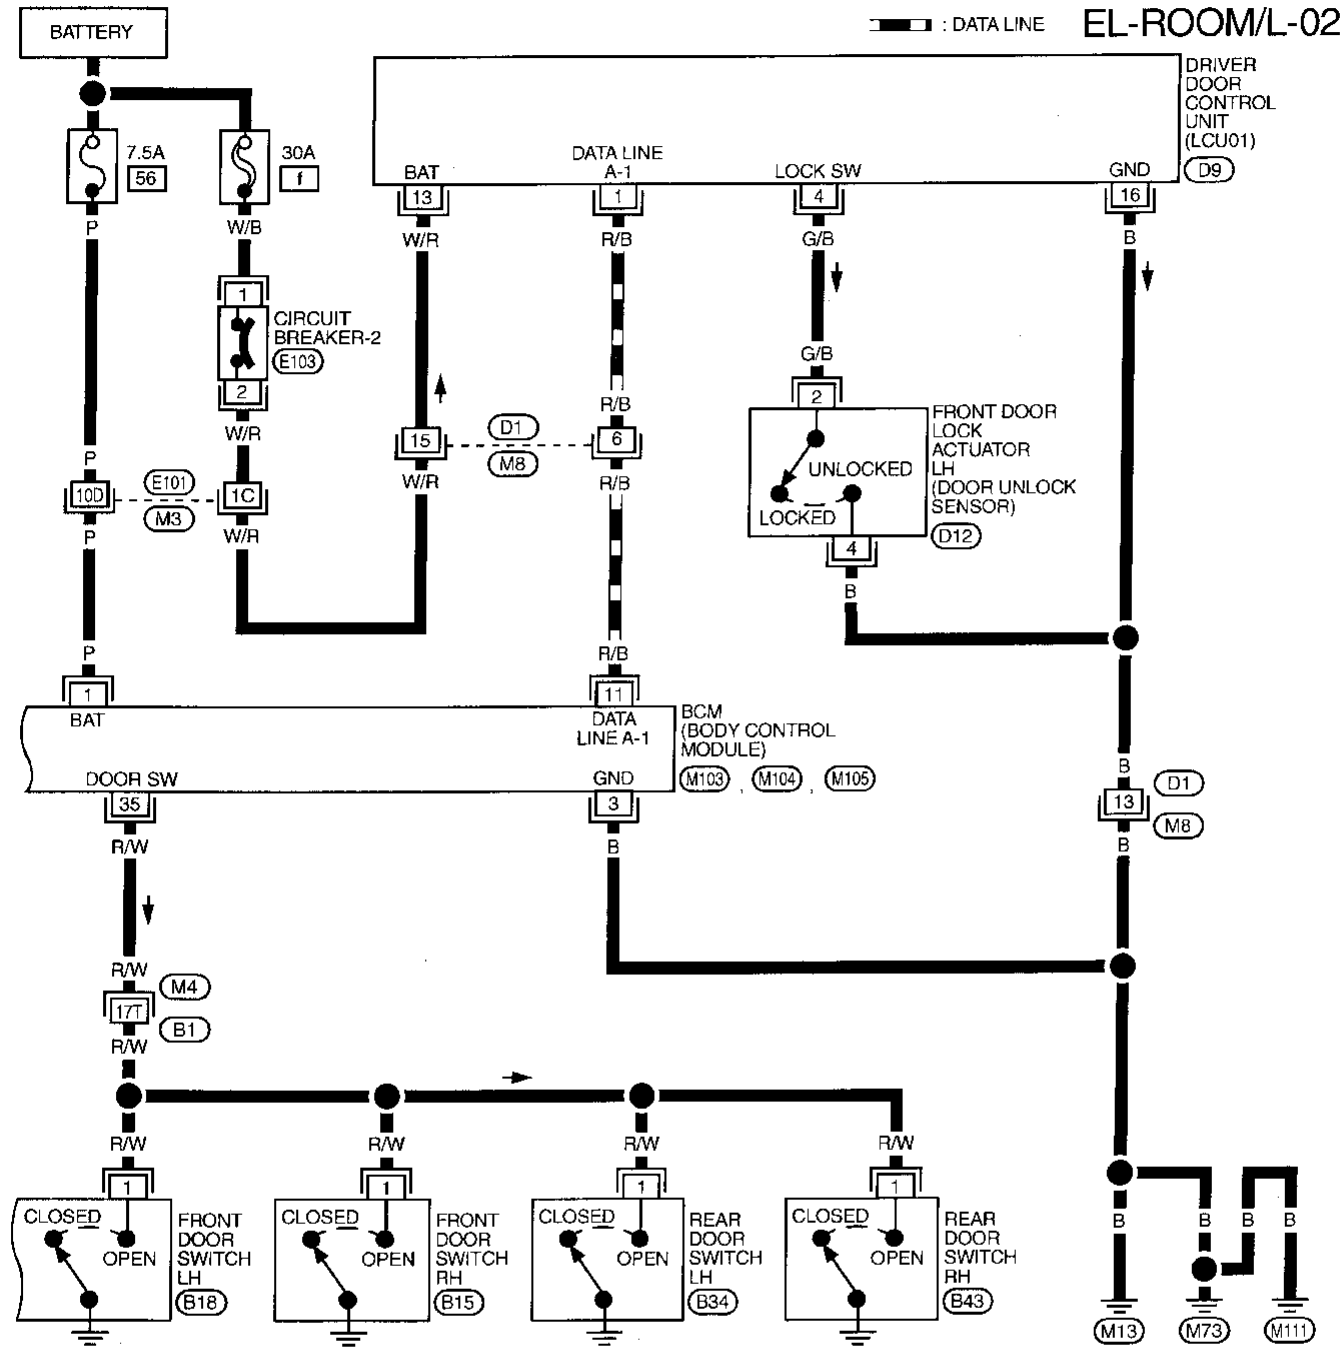 : DATA LINE
EL-ROOM/L-02
BATTERY
DRIVER
DOOR
CONTROL
UNIT
(LCU01)
D9
7.5A
56
30A
f
BAT
DATA LINE
A-1
LOCK SW
GND
13
1
4
16
P
W/B
W/R
R/B
G/B
B
1
CIRCUIT
BREAKER-2
E103
2
G/B
2
FRONT DOOR
LOCK
ACTUATOR
LH
(DOOR UNLOCK
SENSOR)
D12
UNLOCKED
LOCKED
4
B
W/R
R/B
15
D1
M8
6
W/R
R/B
P
10D
E101
M3
1C
P
W/R
P
R/B
1
11
BAT
DATA
LINE A-1
BCM
(BODY CONTROL
MODULE)
M103 , M104 , M105
DOOR SW
GND
35
3
R/W
B
B
13
D1
M8
B
R/W
17T
M4
B1
R/W
R/W
R/W
R/W
R/W
1
1
1
1
CLOSED
OPEN
FRONT
DOOR
SWITCH
LH
B18
CLOSED
OPEN
FRONT
DOOR
SWITCH
RH
B15
CLOSED
OPEN
REAR
DOOR
SWITCH
LH
B34
CLOSED
OPEN
REAR
DOOR
SWITCH
RH
B43
B
B
B
B
M13
M73
M111